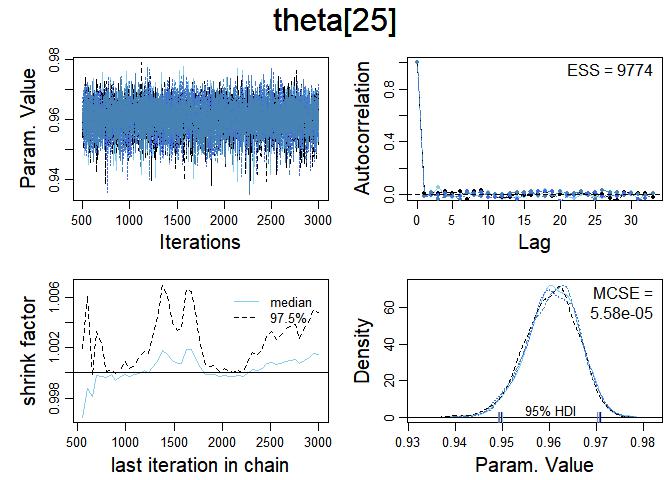 theta[25]
Param. Value
0.94
0.96
0.98
500
1000
1500
2000
2500
3000
Iterations
Autocorrelation
0.0
0.4
0.8
ESS = 9774
0
5
10
15
20
25
30
Lag
shrink factor
0.998
1.002
1.006
median
97.5%
500
1000
1500
2000
2500
3000
last iteration in chain
Density
0
20
40
60
MCSE =
5.58e-05
95% HDI
0.93
0.94
0.95
0.96
0.97
0.98
Param. Value